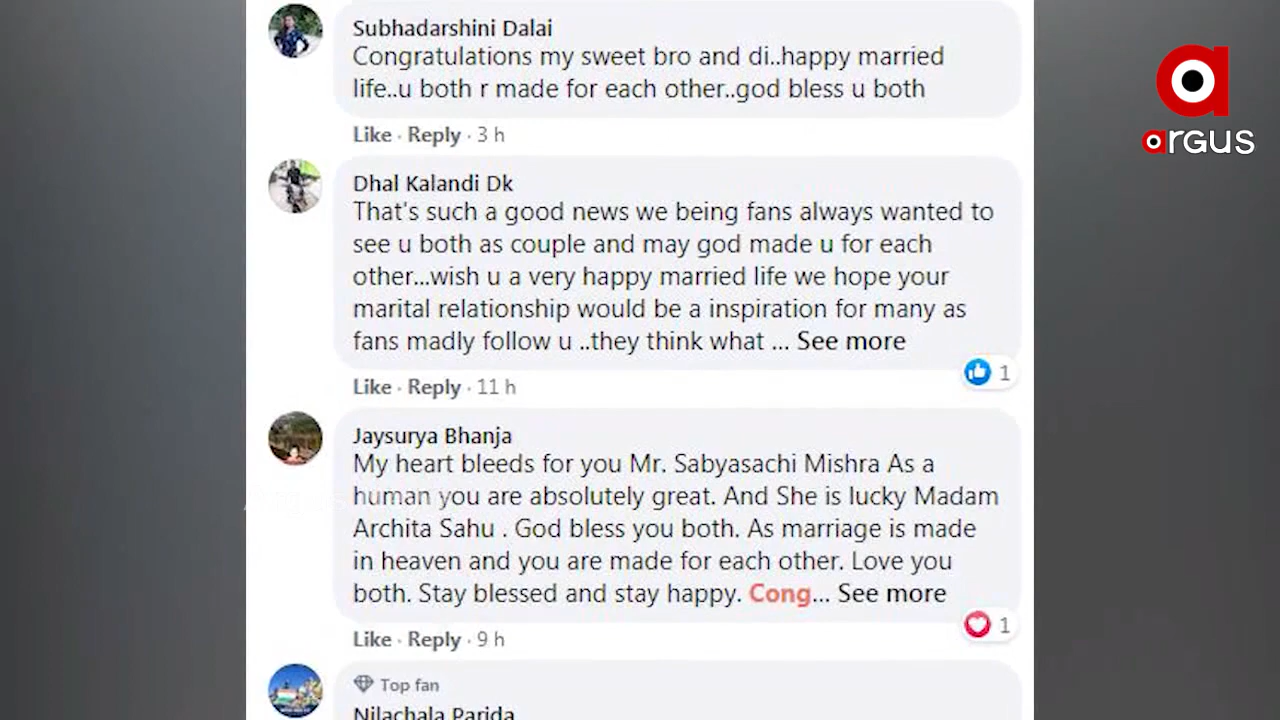 Subhadarshini Dalai
Congratulations my sweet bro and di..happy married
life..u both r made for each other..god bless u both
Like · Reply · 3 h
Dhal Kalandi Dk
That's such a good news we being fans always wanted to
see u both as couple and may god made u for each
other...wish u a very happy married life we hope your
marital relationship would be a inspiration for many as
fans madly follow u ..they think what ... See more
1
Like · Reply · 11 h
Jaysurya Bhanja
My heart bleeds for you Mr. Sabyasachi Mishra As a
human you are absolutely great. And She is lucky Madam
Archita Sahu . God bless you both. As marriage is made
in heaven and you are made for each other. Love you
both. Stay blessed and stay happy. Cong... See more
1
Like · Reply · 9 h
Top fan
Nilachala Parida
argus